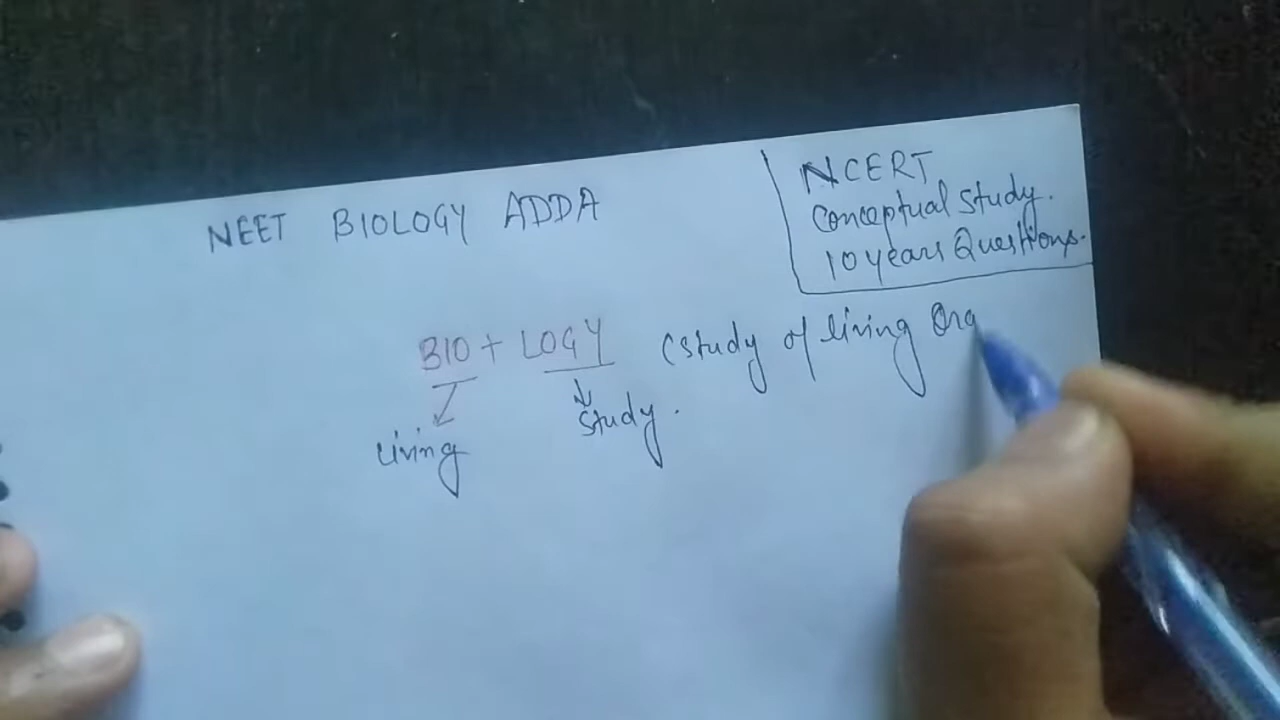 NEET BIOLOGY ADDA
NCERT
Conceptual Study.
10 years Questions.
BIO + LOGY (Study of living Org
living
Study.